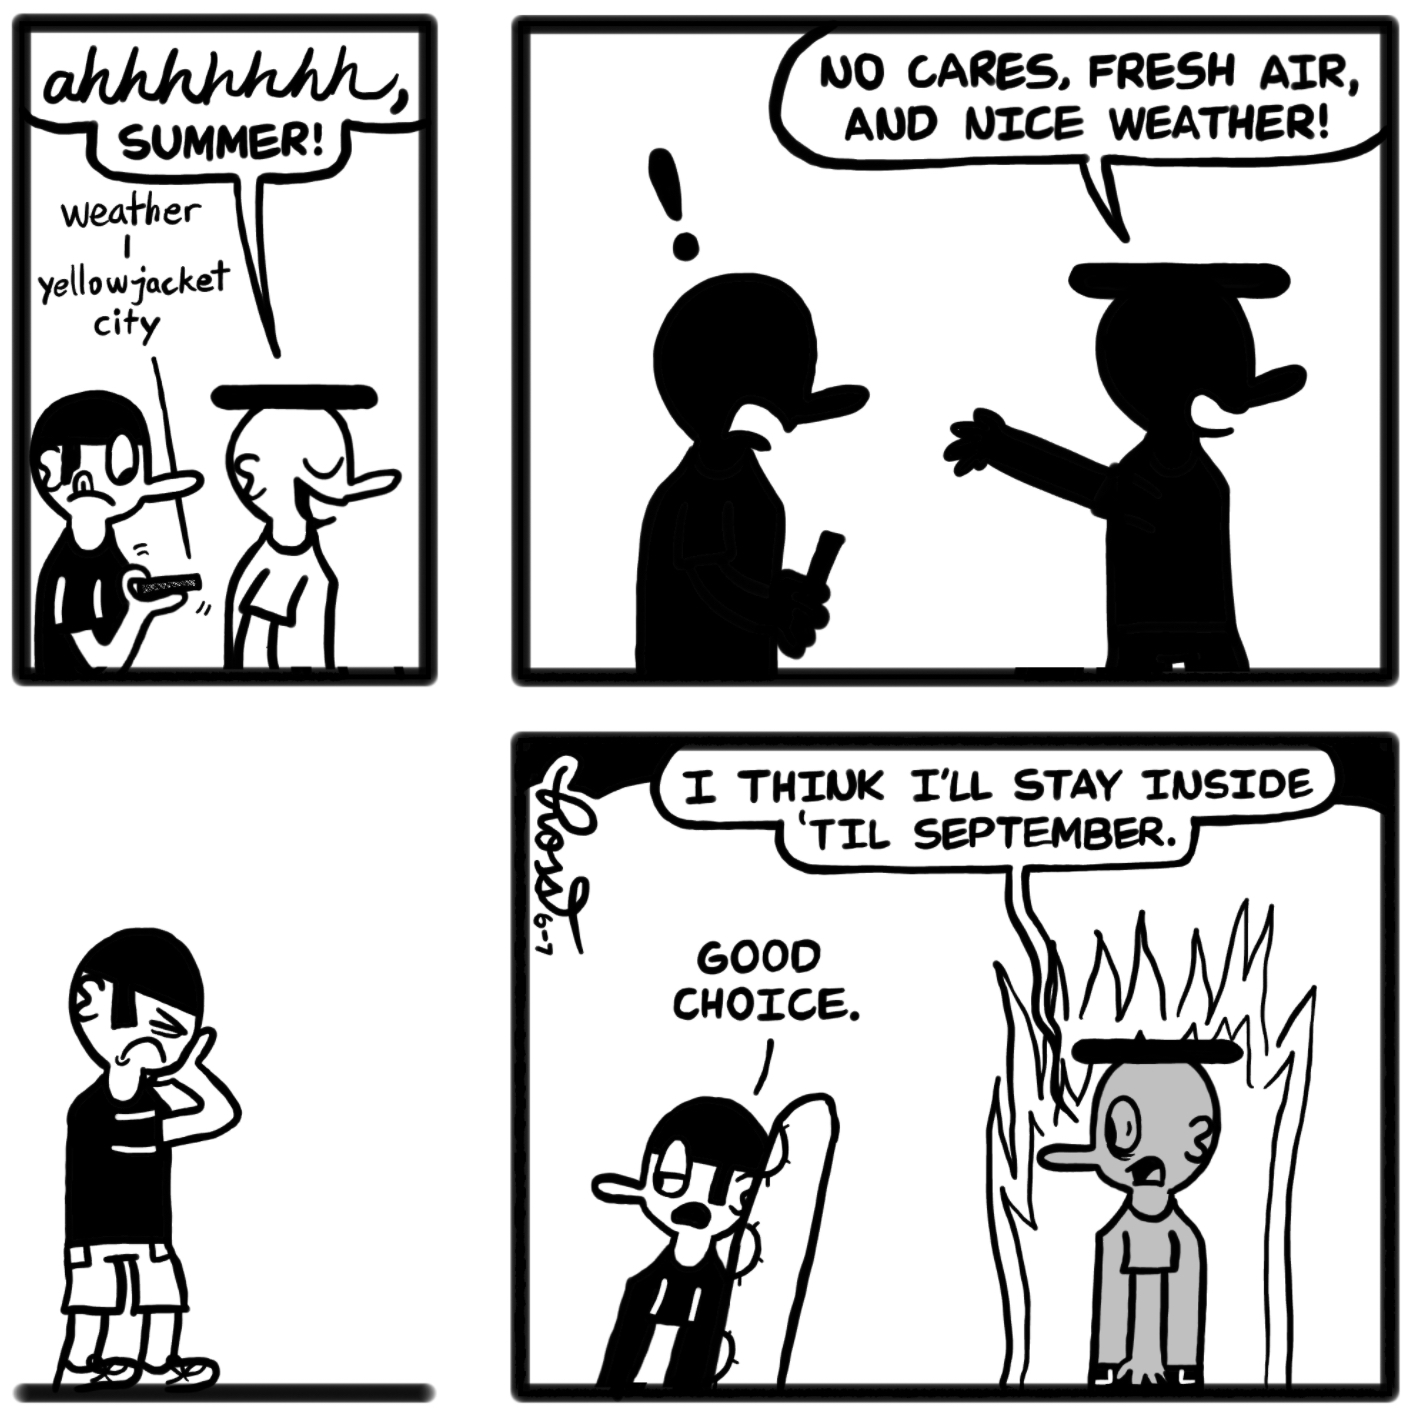 ahhhhhhh,
SUMMER!
weather
yellowjacket
city
!
NO CARES, FRESH AIR,
AND NICE WEATHER!
I THINK I'LL STAY INSIDE
'TIL SEPTEMBER.
GOOD
CHOICE.
6-7